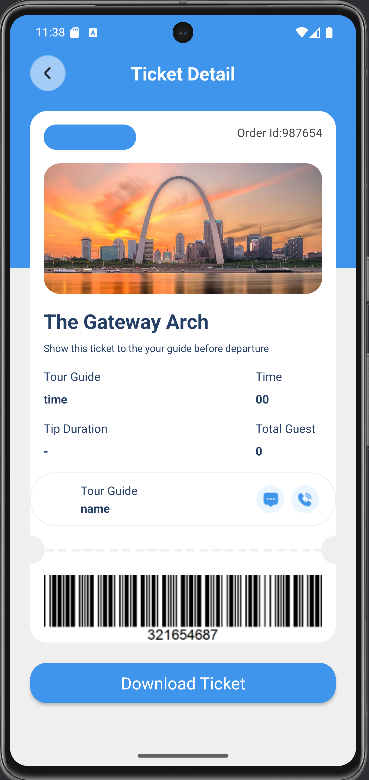 11:38
Ticket Detail
Order Id:987654
The Gateway Arch
Show this ticket to the your guide before departure
Tour Guide Time
time 00
Tip Duration Total Guest
- 0
Tour Guide
name
321654687
Download Ticket